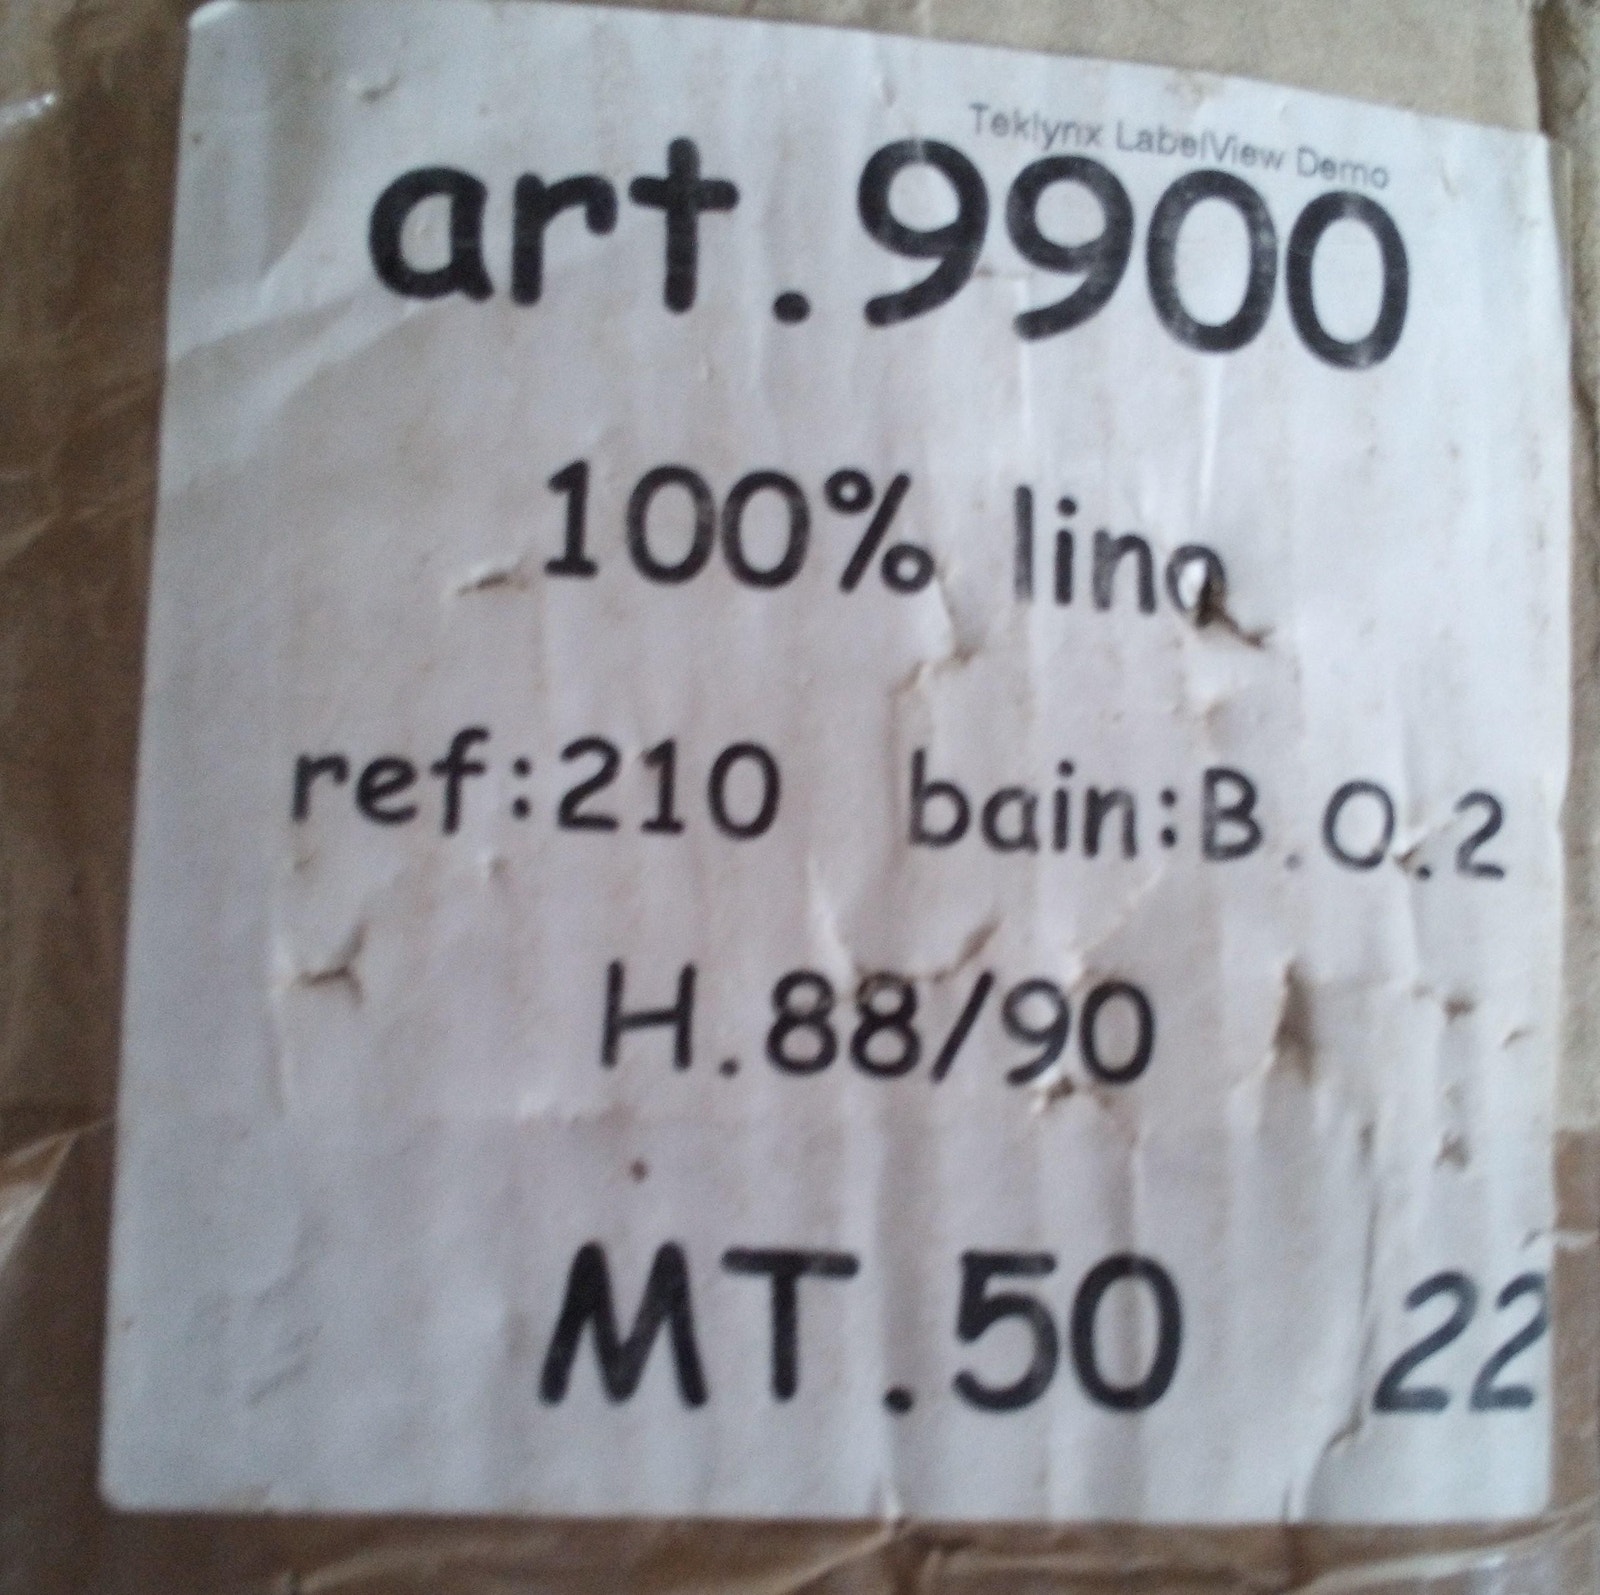 Teklynx LabelView Demo
art.9900
100% lino
ref:210 bain:B.O.2
H.88/90
MT.50 22